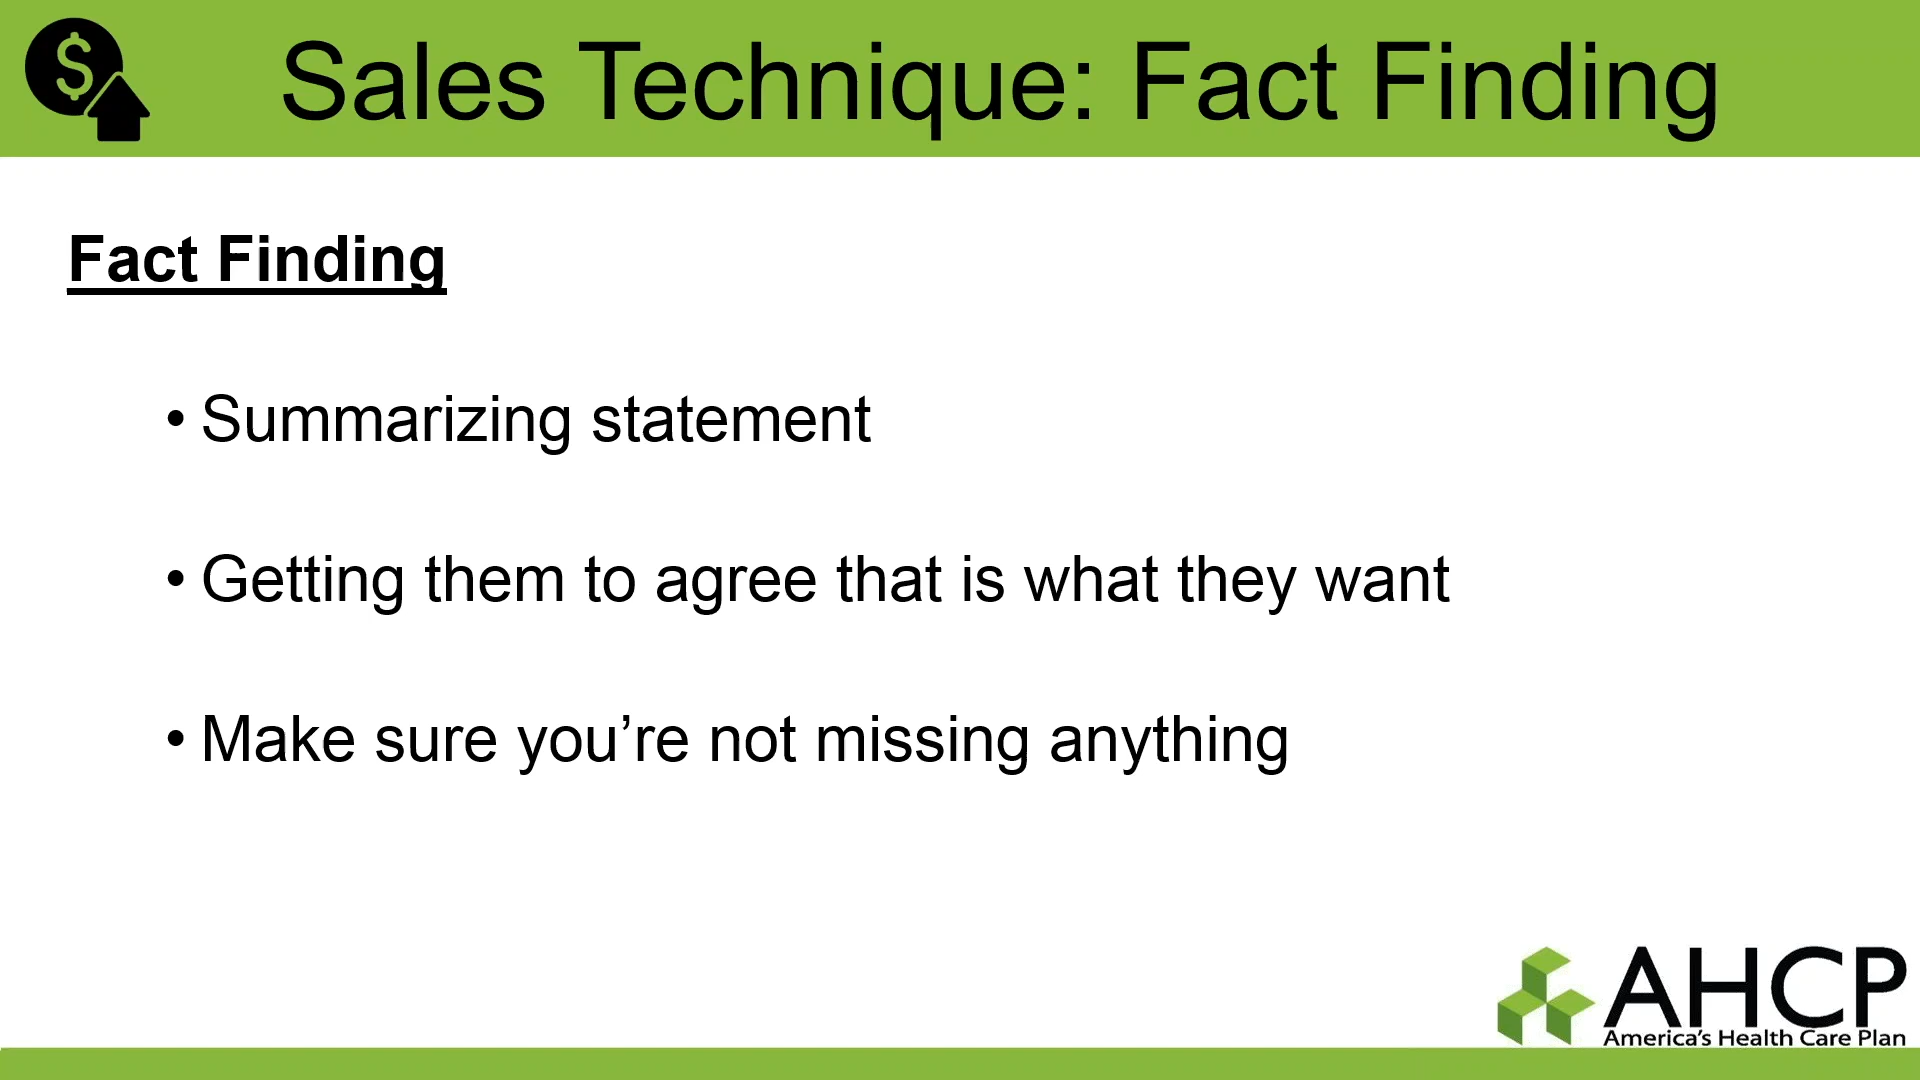 $
Sales Technique: Fact Finding
Fact Finding
• Summarizing statement
• Getting them to agree that is what they want
• Make sure you’re not missing anything
AHCP
America's Health Care Plan